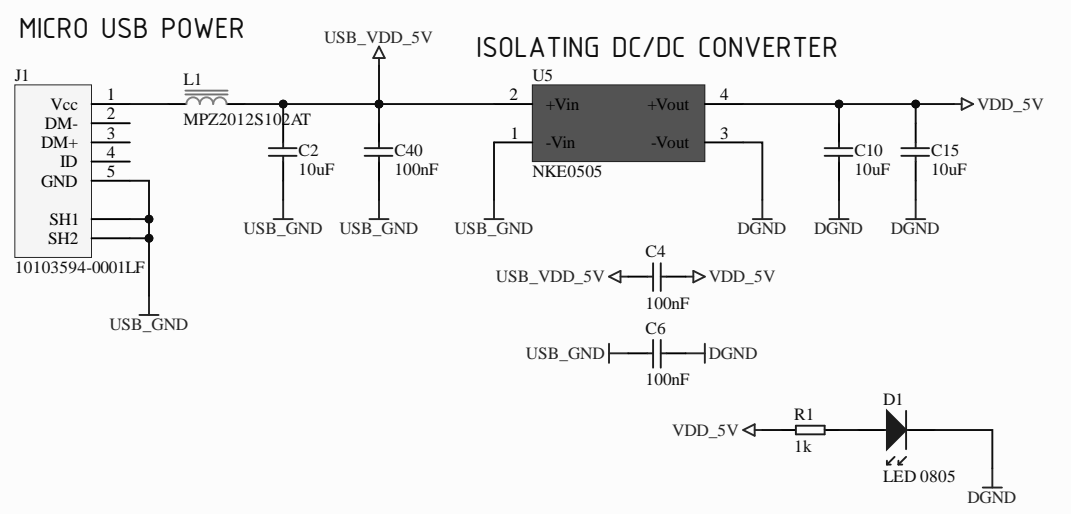 MICRO USB POWER
ISOLATING DC/DC CONVERTER
USB_VDD_5V
J1
L1
MPZ2012S102AT
Vcc 1
DM- 2
DM+ 3
ID 4
GND 5
SH1
SH2
10103594-0001LF
USB_GND
C2
10uF
USB_GND
C40
100nF
USB_GND
U5
2 +Vin +Vout 4
1 -Vin -Vout 3
NKE0505
USB_GND
DGND
VDD_5V
C10
10uF
DGND
C15
10uF
DGND
C4
USB_VDD_5V VDD_5V
100nF
C6
USB_GND DGND
100nF
D1
R1
VDD_5V
1k
LED 0805
DGND